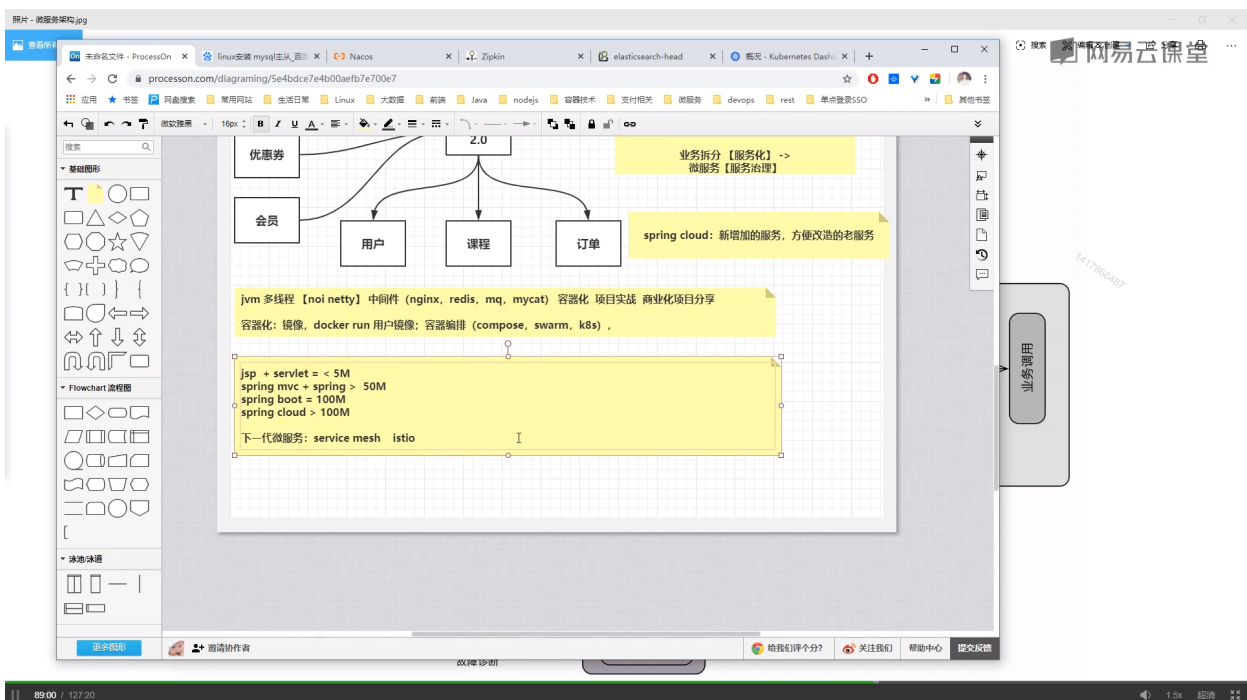 照片 - 微服务架构.jpg
查看所有
搜索
编辑&创建
分享
网易云课堂
未命名文件 - ProcessOn
linux安装 mysql主从_百度
Nacos
Zipkin
elasticsearch-head
概况 - Kubernetes Dash
processon.com/diagraming/5e4bdce7e4b00aefb7e700e7
应用
书签
网盘搜索
常用网站
生活日常
Linux
大数据
前端
Java
nodejs
容器技术
支付相关
微服务
devops
rest
单点登录SSO
其他书签
微软雅黑
16px
B I U A
搜索
基础图形
T
Flowchart 流程图
泳池/泳道
更多图形
优惠券
2.0
业务拆分 【服务化】 ->
微服务【服务治理】
会员
用户
课程
订单
spring cloud：新增加的服务，方便改造的老服务
jvm 多线程 【noi netty】 中间件（nginx，redis，mq，mycat） 容器化 项目实战 商业化项目分享
容器化：镜像，docker run 用户镜像；容器编排（compose，swarm，k8s），
jsp + servlet = < 5M
spring mvc + spring > 50M
spring boot = 100M
spring cloud > 100M
下一代微服务：service mesh istio
1417866487
业务调用
邀请协作者
给我们评个分?
关注我们
帮助中心
提交反馈
故障诊断
89:00 / 127:20
1.5x
超清